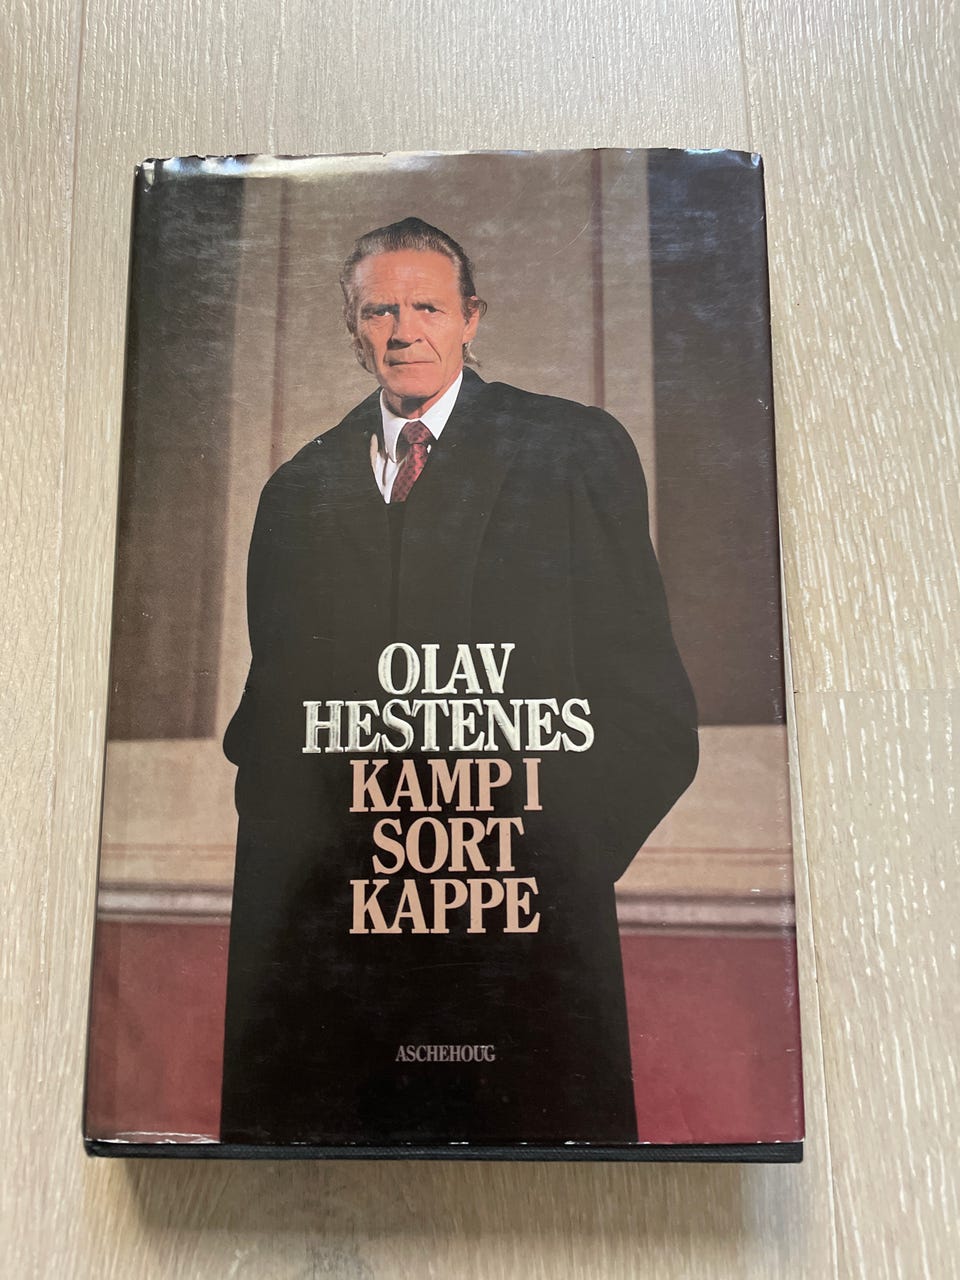 OLAV
HESTENES
KAMP I
SORT
KAPPE
ASCHEHOUG